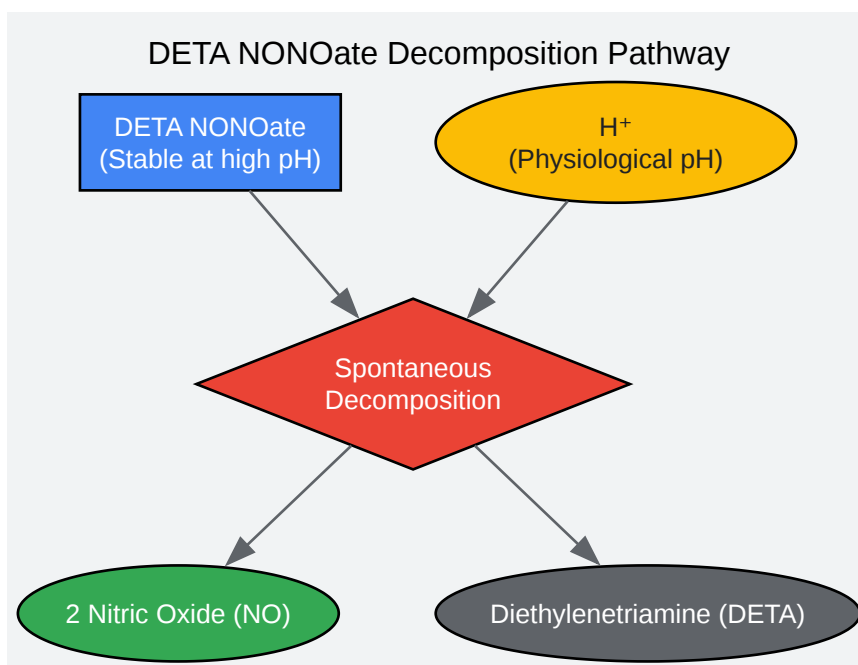 DETA NONOate Decomposition Pathway
DETA NONOate
(Stable at high pH)
H⁺
(Physiological pH)
Spontaneous
Decomposition
2 Nitric Oxide (NO)
Diethylenetriamine (DETA)